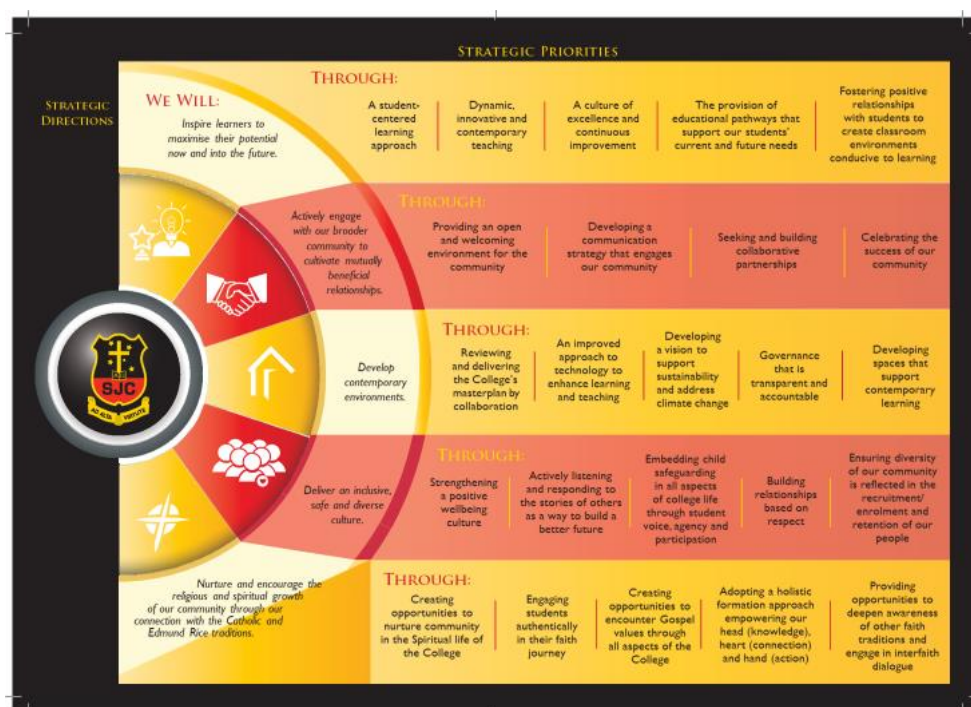 STRATEGIC PRIORITIES
STRATEGIC
DIRECTIONS
WE WILL:
Inspire learners to
maximise their potential
now and into the future.
THROUGH:
A student-
centered
learning
approach
Dynamic,
innovative and
contemporary
teaching
A culture of
excellence and
continuous
improvement
The provision of
educational pathways that
support our students'
current and future needs
Fostering positive
relationships
with students to
create classroom
environments
conducive to learning
Actively engage
with our broader
community to
cultivate mutually
beneficial
relationships.
THROUGH:
Providing an open
and welcoming
environment for the
community
Developing a
communication
strategy that engages
our community
Seeking and building
collaborative
partnerships
Celebrating the
success of our
community
Develop
contemporary
environments.
THROUGH:
Reviewing
and delivering
the College's
masterplan by
collaboration
An improved
approach to
technology to
enhance learning
and teaching
Developing
a vision to
support
sustainability
and address
climate change
Governance
that is
transparent and
accountable
Developing
spaces that
support
contemporary
learning
SJC
AD ALTA VIRTUTE
Deliver an inclusive,
safe and diverse
culture.
THROUGH:
Strengthening
a positive
wellbeing
culture
Actively listening
and responding to
the stories of others
as a way to build a
better future
Embedding child
safeguarding
in all aspects
of college life
through student
voice, agency and
participation
Building
relationships
based on
respect
Ensuring diversity
of our community
is reflected in the
recruitment/
enrolment and
retention of our
people
Nurture and encourage the
religious and spiritual growth
of our community through our
connection with the Catholic and
Edmund Rice traditions.
THROUGH:
Creating
opportunities to
nurture community
in the Spiritual life of
the College
Engaging
students
authentically
in their faith
journey
Creating
opportunities to
encounter Gospel
values through
all aspects of the
College
Adopting a holistic
formation approach
empowering our
head (knowledge),
heart (connection)
and hand (action)
Providing
opportunities to
deepen awareness
of other faith
traditions and
engage in interfaith
dialogue